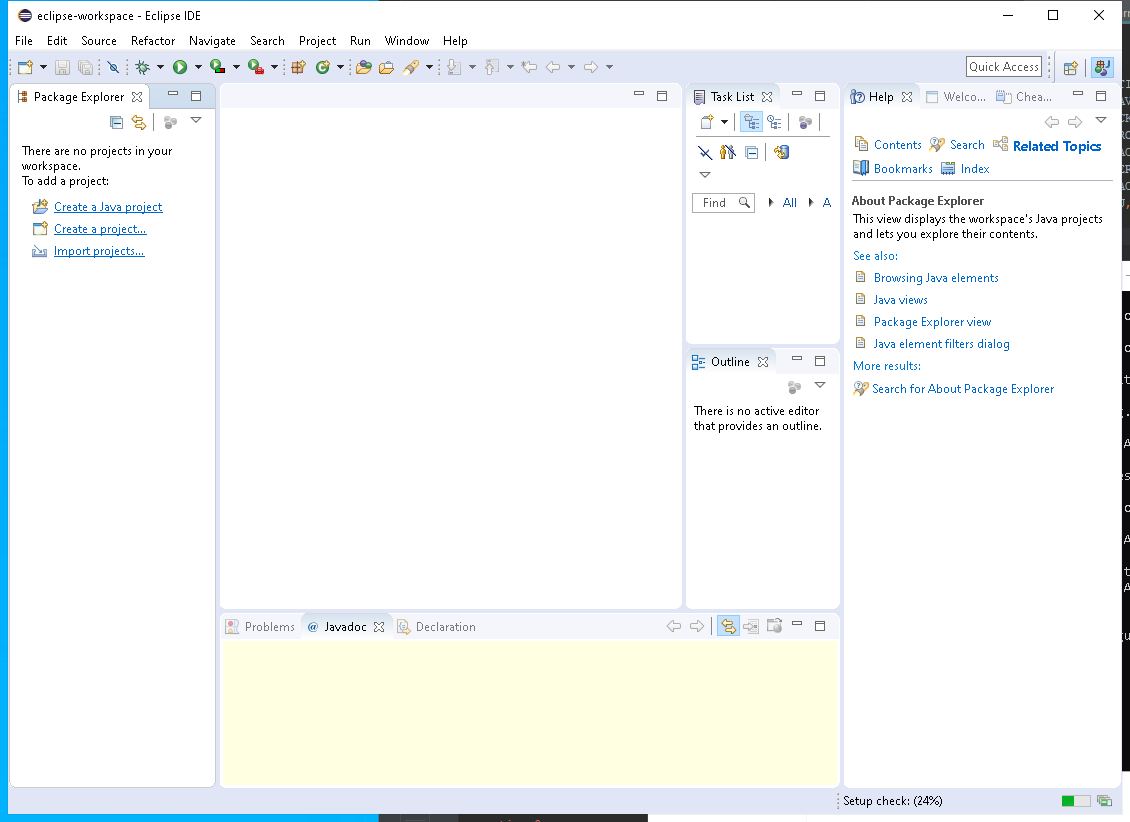 eclipse-workspace - Eclipse IDE
File Edit Source Refactor Navigate Search Project Run Window Help
Quick Access
Package Explorer
There are no projects in your
workspace.
To add a project:
Create a Java project
Create a project...
Import projects...
Task List
Find
All
A
Outline
There is no active editor
that provides an outline.
Help Welco... Chea...
Contents Search Related Topics
Bookmarks Index
About Package Explorer
This view displays the workspace's Java projects
and lets you explore their contents.
See also:
Browsing Java elements
Java views
Package Explorer view
Java element filters dialog
More results:
Search for About Package Explorer
Problems @ Javadoc Declaration
Setup check: (24%)